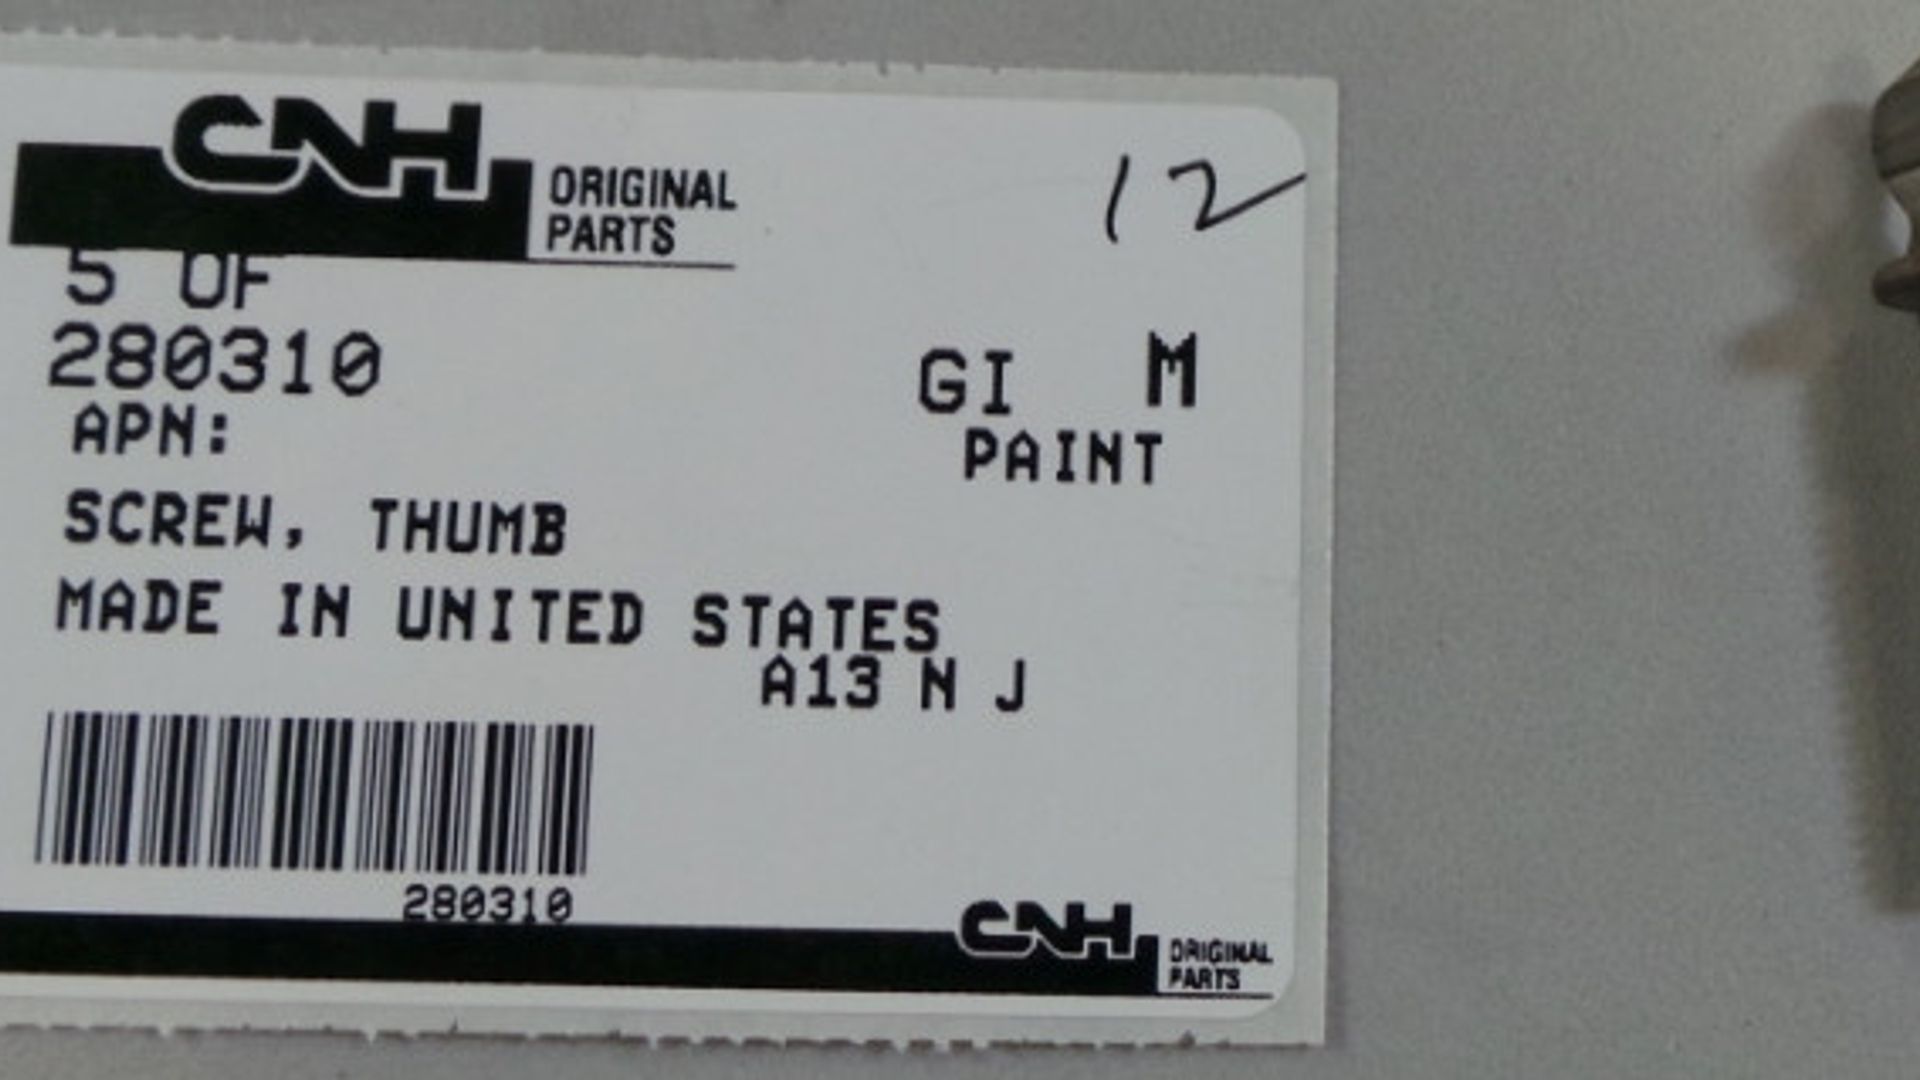 CNH ORIGINAL
PARTS
12
5 OF
280310
GI M
APN:
PAINT
SCREW, THUMB
MADE IN UNITED STATES
A13 N J
280310
CNH ORIGINAL
PARTS